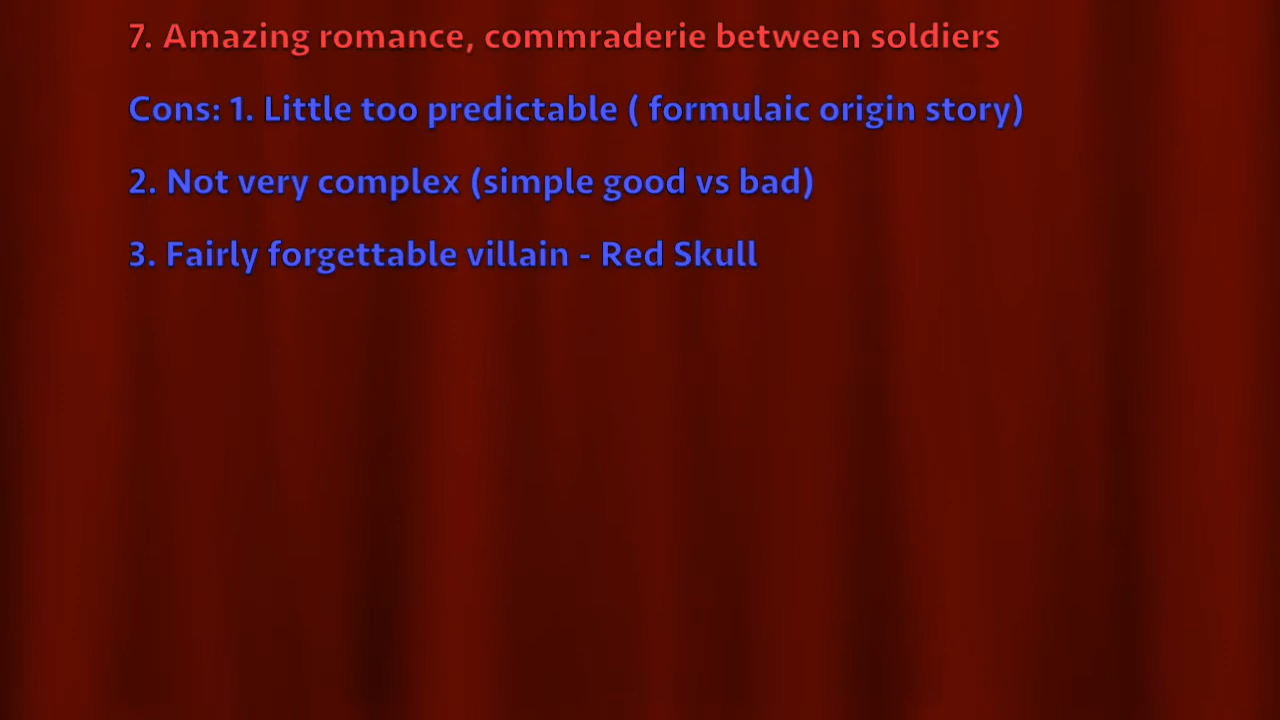 7. Amazing romance, commraderie between soldiers
Cons: 1. Little too predictable ( formulaic origin story)
2. Not very complex (simple good vs bad)
3. Fairly forgettable villain - Red Skull